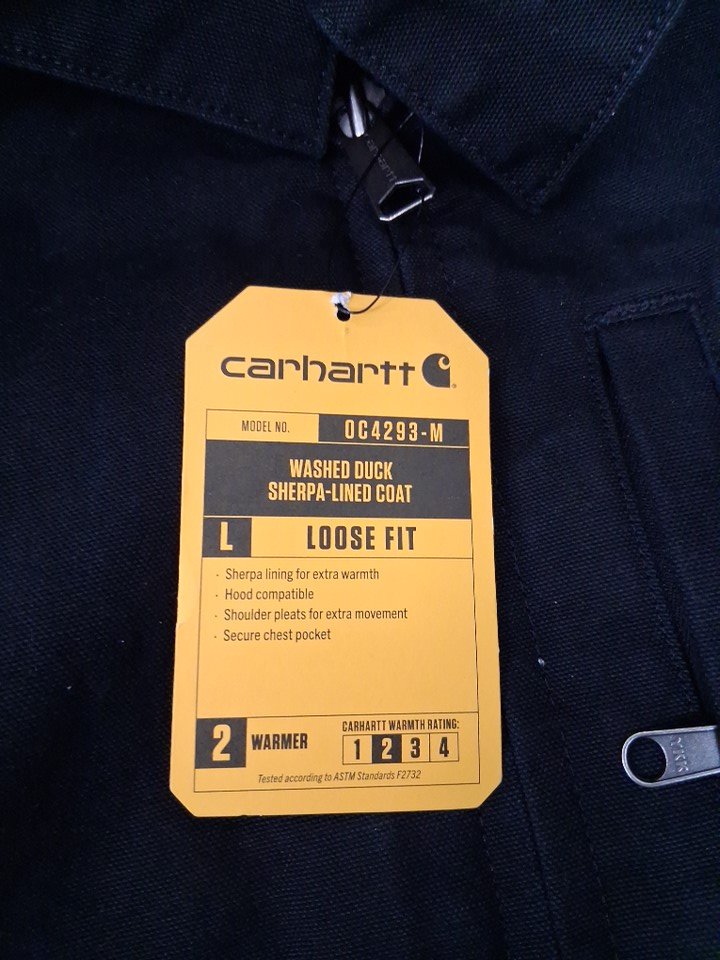 carhartt
carhartt
MODEL NO. OC4293-M
WASHED DUCK
SHERPA-LINED COAT
L LOOSE FIT
· Sherpa lining for extra warmth
· Hood compatible
· Shoulder pleats for extra movement
· Secure chest pocket
2 WARMER
CARHARTT WARMTH RATING:
1 2 3 4
Tested according to ASTM Standards F2732
YKK